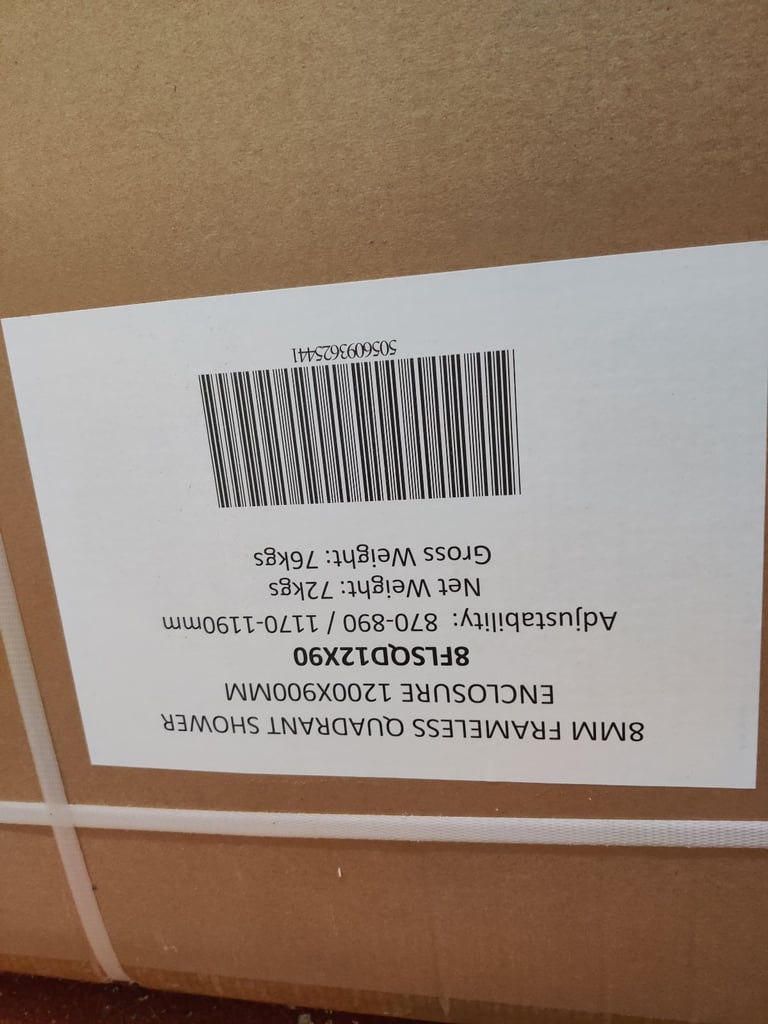 8MM FRAMELESS QUADRANT SHOWER
ENCLOSURE 1200X900MM
8FLSQD12X90
Adjustability: 870-890 / 1170-1190mm
Net Weight: 72kgs
Gross Weight: 76kgs
5056093625441